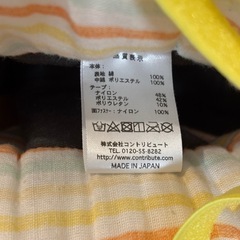 品質表示
本体:
表地 綿 100%
中綿 ポリエステル 100%
テープ:
ナイロン 48%
ポリエステル 42%
ポリウレタン 10%
面ファスナー:ナイロン 100%
株式会社コントリビュート
TEL. 0120-55-8282
http://www.contribute.com
MADE IN JAPAN